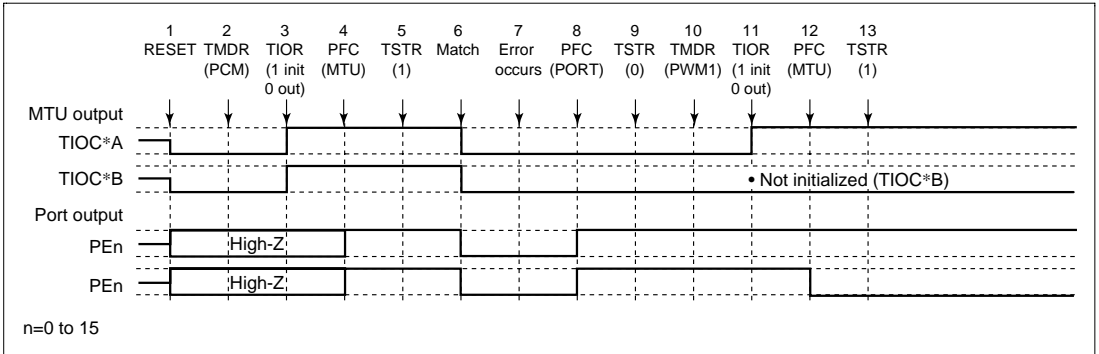 1 2 3 4 5 6 7 8 9 10 11 12 13
RESET TMDR TIOR PFC TSTR Match Error PFC TSTR TMDR TIOR PFC TSTR
(PCM) (1 init (MTU) (1) occurs (PORT) (0) (PWM1) (1 init (MTU) (1)
0 out) 0 out)
MTU output
TIOC*A
TIOC*B • Not initialized (TIOC*B)
Port output
PEn High-Z
PEn High-Z
n=0 to 15